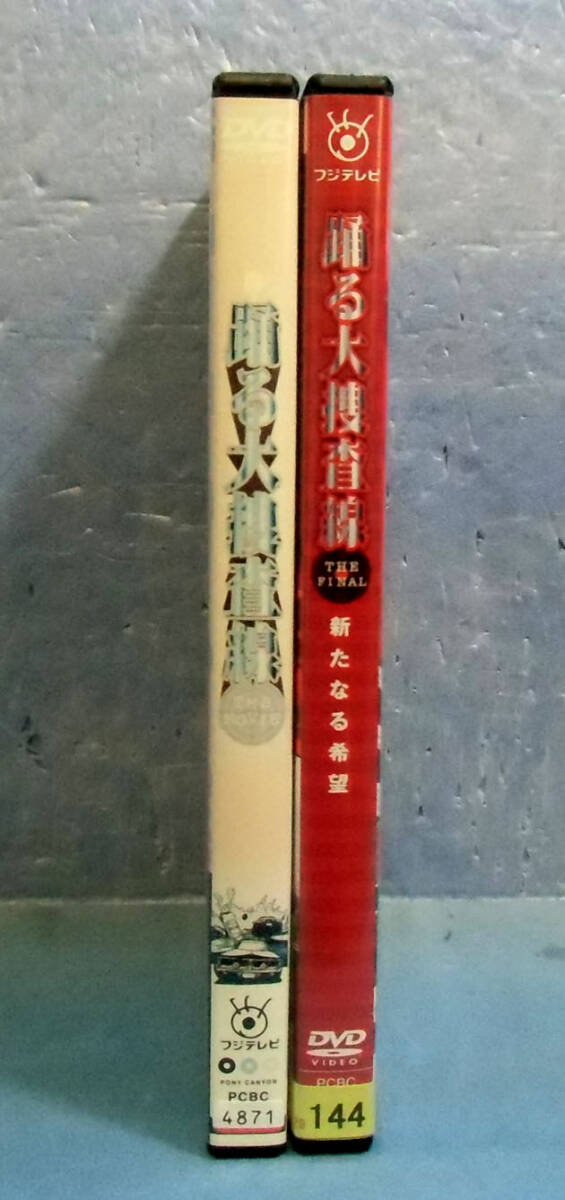 DVD
踊る大捜査線
THE MOVIE
フジテレビ
PONY CANYON
PCBC
4871
フジテレビ
踊る大捜査線
THE
FINAL
新たなる希望
DVD
VIDEO
PCBC
144